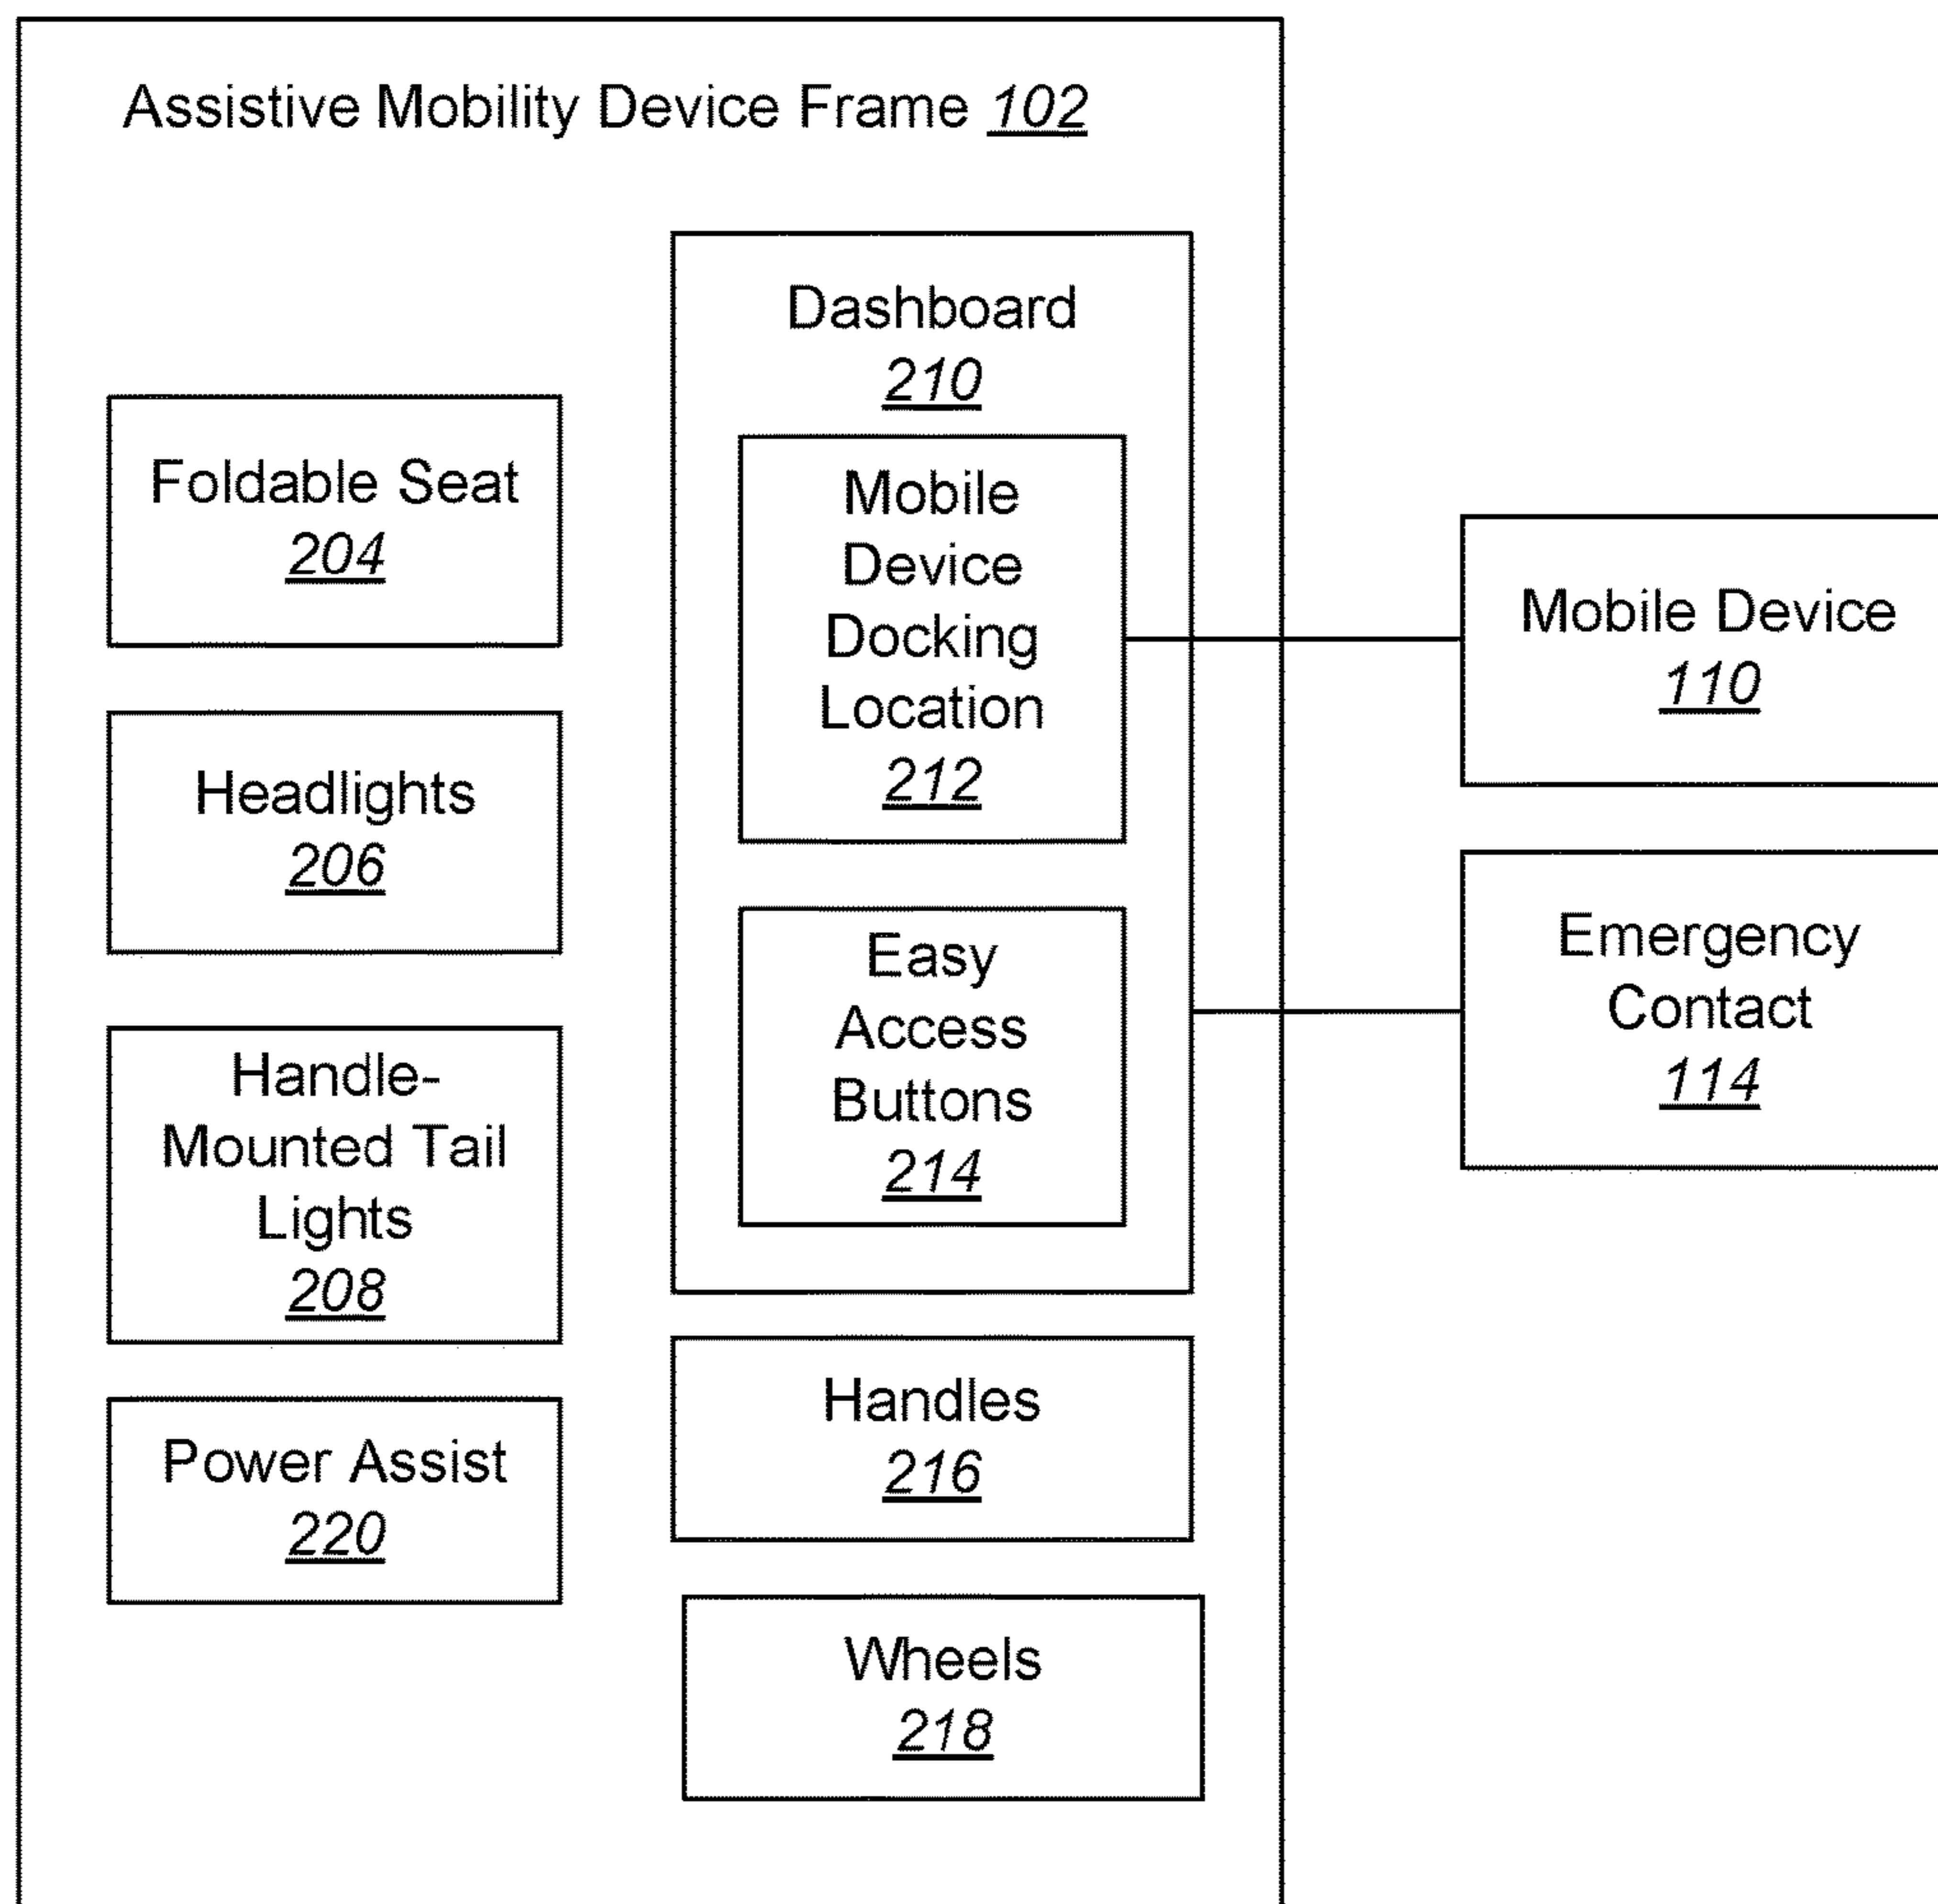 Assistive Mobility Device Frame 102
Foldable Seat
204
Headlights
206
Handle-
Mounted Tail
Lights
208
Power Assist
220
Dashboard
210
Mobile
Device
Docking
Location
212
Easy
Access
Buttons
214
Handles
216
Wheels
218
Mobile Device
110
Emergency
Contact
114